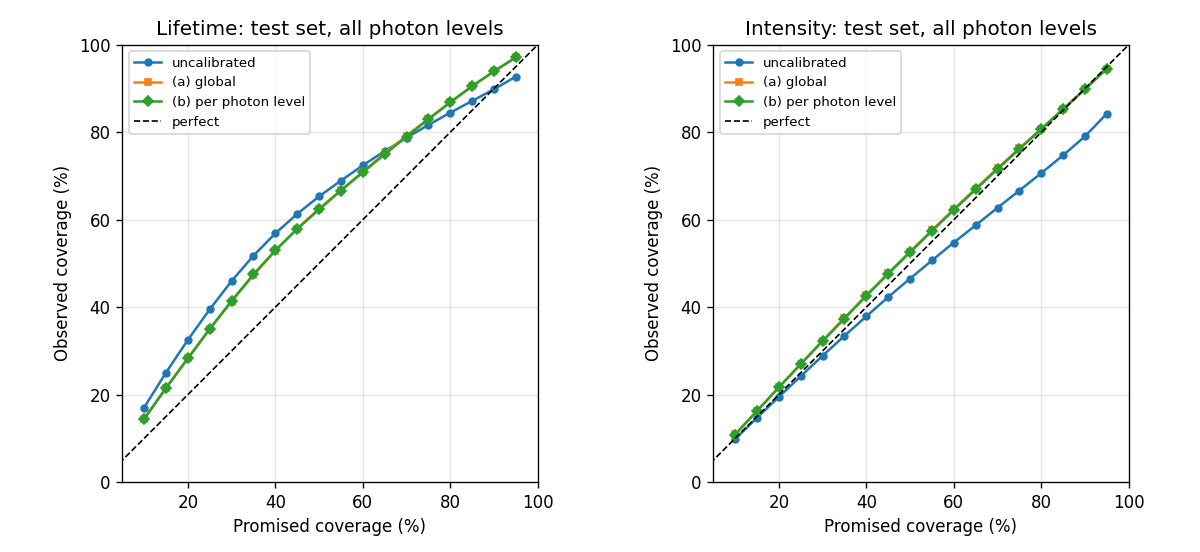 Lifetime: test set, all photon levels
uncalibrated
(a) global
(b) per photon level
perfect
100
80
60
40
20
0
20 40 60 80 100
Observed coverage (%)
Promised coverage (%)
Intensity: test set, all photon levels
uncalibrated
(a) global
(b) per photon level
perfect
100
80
60
40
20
0
20 40 60 80 100
Observed coverage (%)
Promised coverage (%)